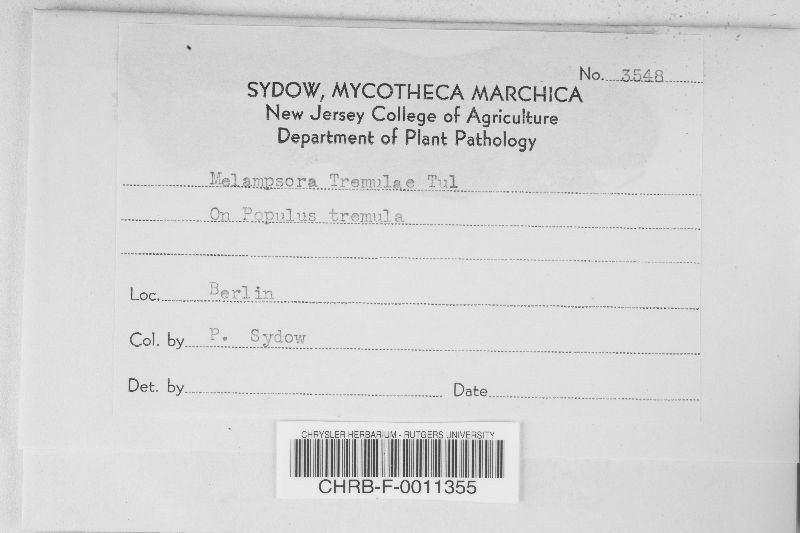 No. 3548
SYDOW, MYCOTHECA MARCHICA
New Jersey College of Agriculture
Department of Plant Pathology
Melampsora Tremulae Tul
On Populus tremula
Loc. Berlin
Col. by P. Sydow
Det. by Date
CHRYSLER HERBARIUM - RUTGERS UNIVERSITY
CHRB-F-0011355